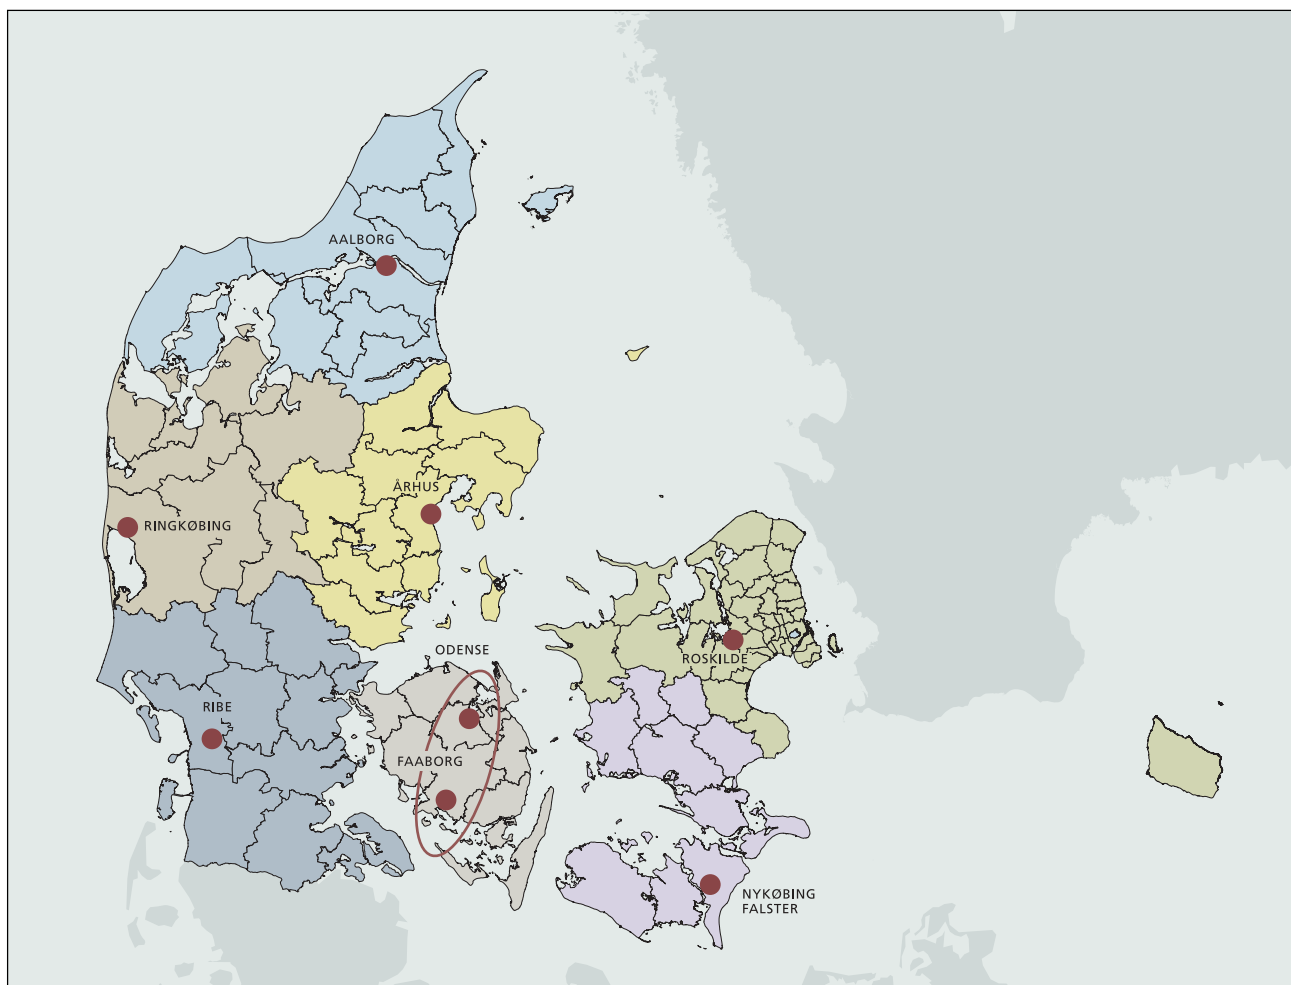 AALBORG
ÅRHUS
RINGKØBING
ODENSE
ROSKILDE
RIBE
FAABORG
NYKØBING
FALSTER